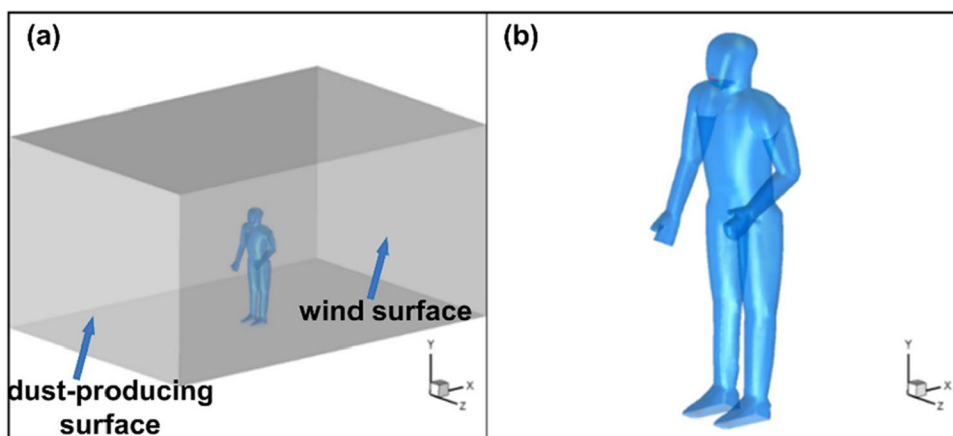 (a)
wind surface
dust-producing
surface
Y
X
Z
(b)
Y
X
Z